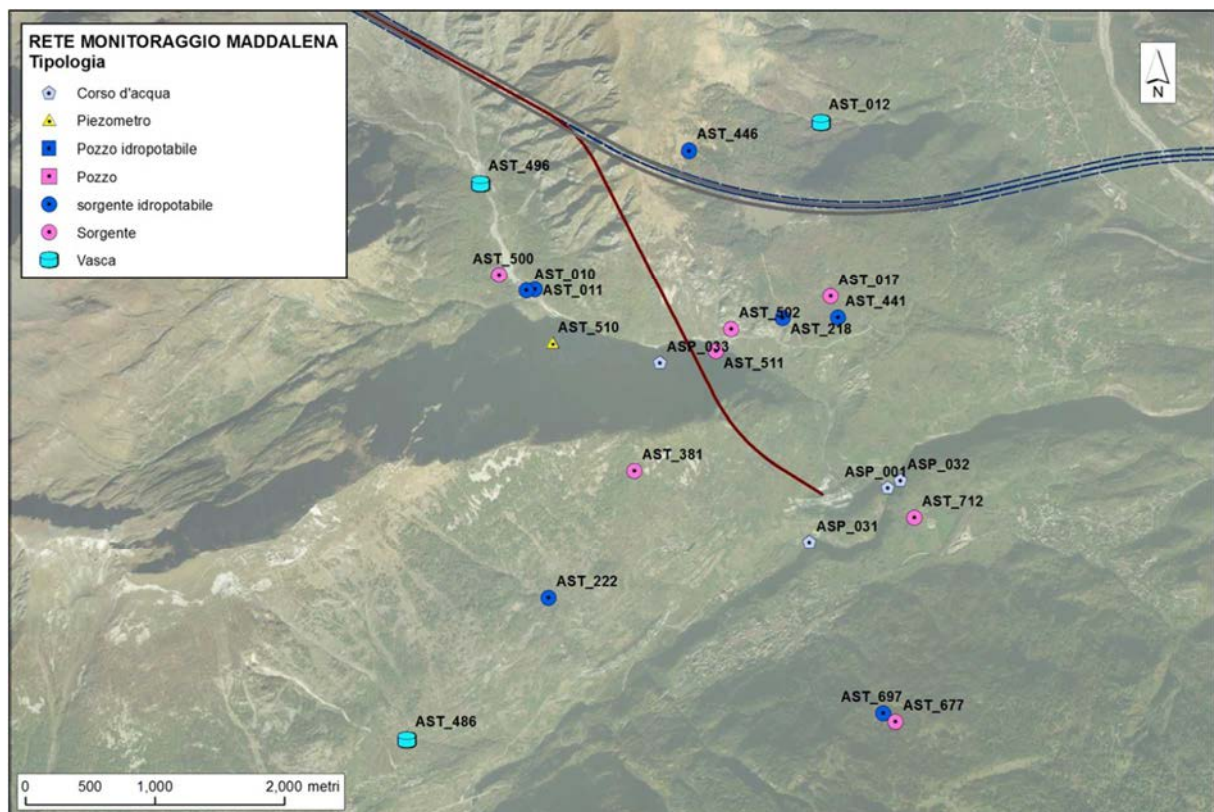 RETE MONITORAGGIO MADDALENA
Tipologia
Corso d'acqua
Piezometro
Pozzo idropotabile
Pozzo
sorgente idropotabile
Sorgente
Vasca
N
AST_012
AST_446
AST_496
AST_500
AST_010
AST_011
AST_017
AST_441
AST_502
AST_218
AST_510
ASP_033
AST_511
AST_381
ASP_001
ASP_032
AST_712
ASP_031
AST_222
AST_697
AST_677
AST_486
0 500 1,000 2,000 metri